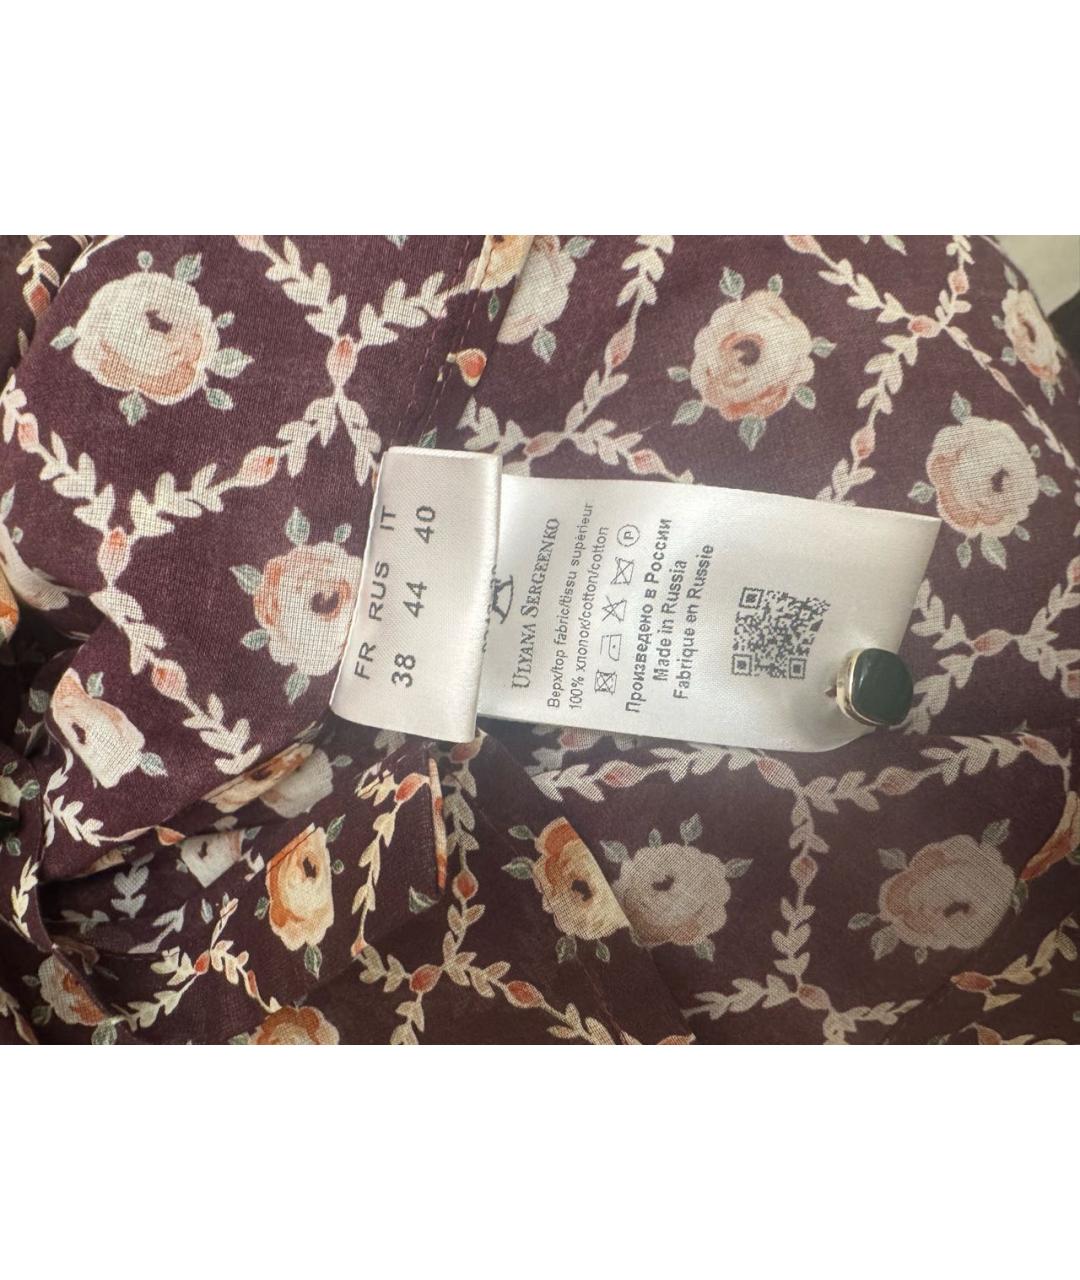 FR RUS IT
38 44 40
ULYANA SERGEENKO
Верх/top fabric/tissu supérieur
100% хлопок/cotton/cotton
P
Произведено в России
Made in Russia
Fabrique en Russie